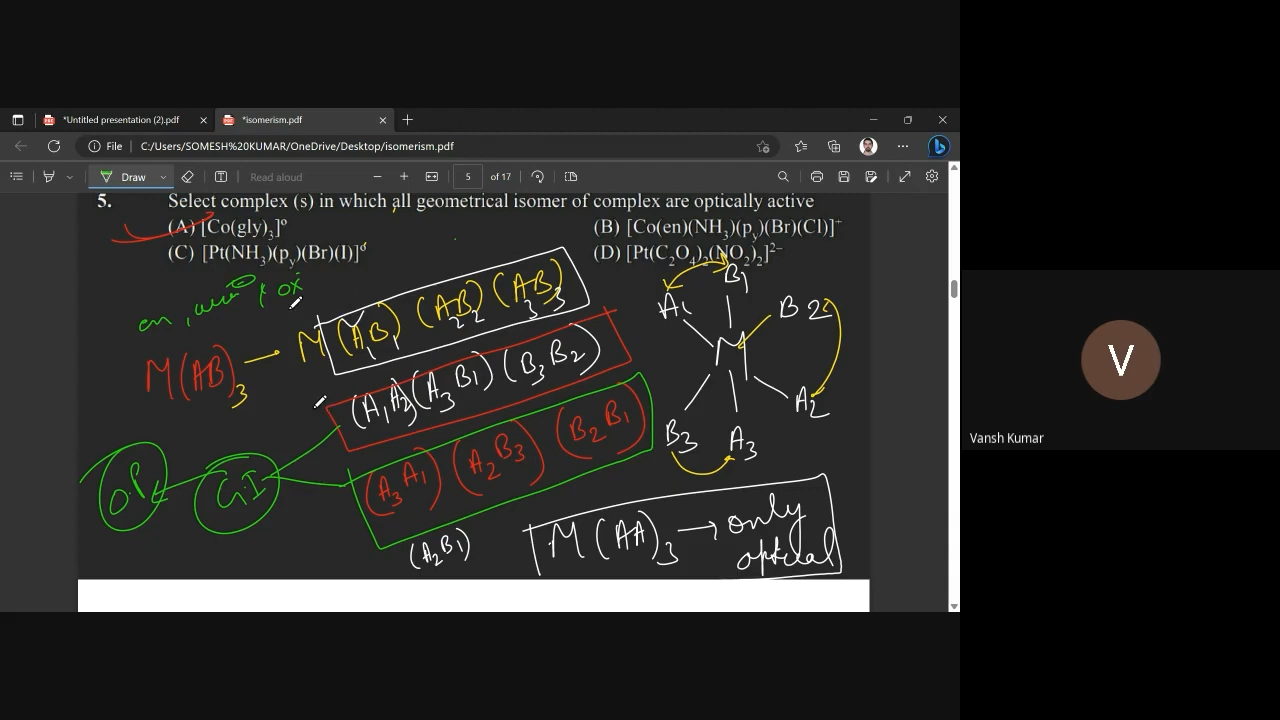 *Untitled presentation (2).pdf
*isomerism.pdf
File C:/Users/SOMESH%20KUMAR/OneDrive/Desktop/isomerism.pdf
Draw Read aloud 5 of 17
5. Select complex (s) in which all geometrical isomer of complex are optically active
(A) [Co(gly)₃]⁰ (B) [Co(en)(NH₃)(pᵧ)(Br)(Cl)]⁺
(C) [Pt(NH₃)(pᵧ)(Br)(I)]⁰ (D) [Pt(C₂O₄)₂(NO₂)₂]²⁻
en, & ox
M(AB)₃ → M(A₁B₁)(A₂B₂)(A₃B₃)
(A₁A₂)(A₃B₁)(B₃B₂)
(A₃A₁)(A₂B₃)(B₂B₁)
(A₂B₁)
O.P
G.I
B₁
A₁
B2
M
A₂
B₃
A₃
M(AA)₃ → only
optical
V
Vansh Kumar